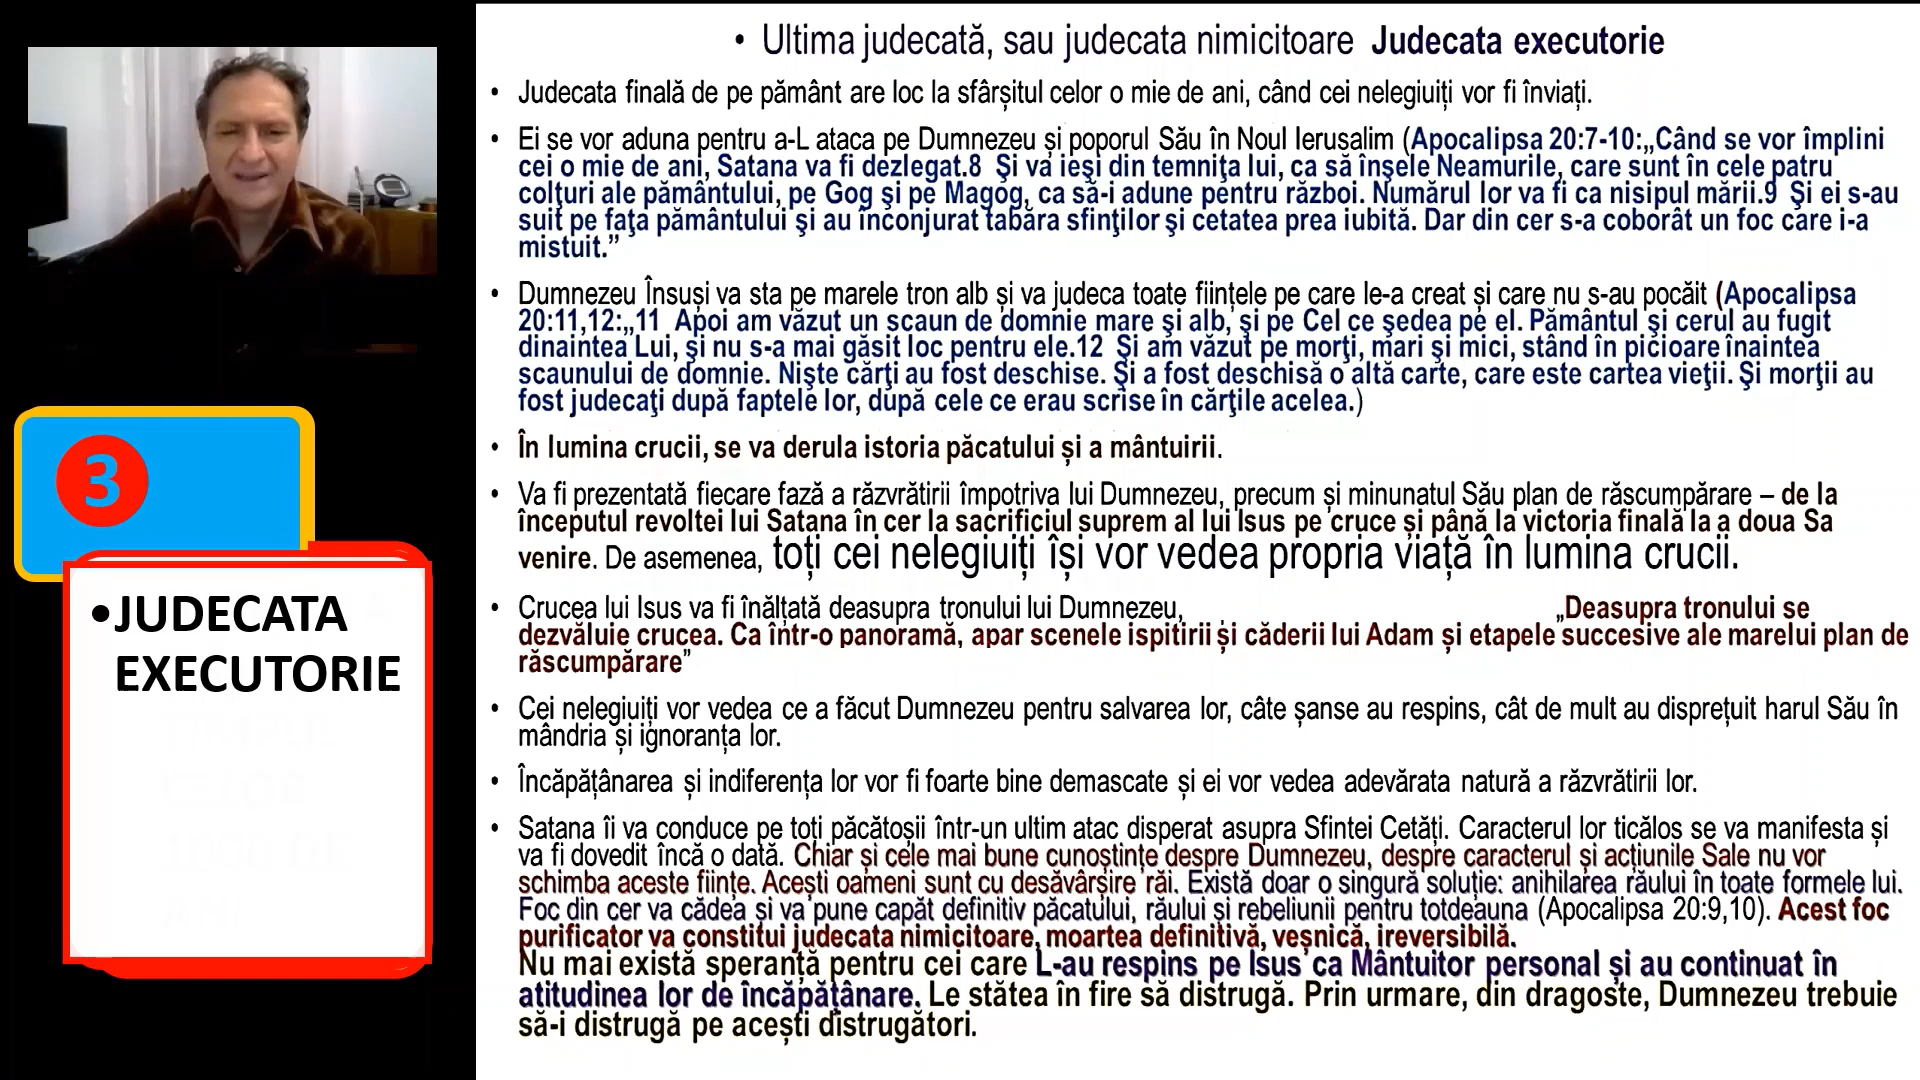 3
•JUDECATA
EXECUTORIE
• Ultima judecată, sau judecata nimicitoare Judecata executorie
• Judecata finală de pe pământ are loc la sfârșitul celor o mie de ani, când cei nelegiuiți vor fi înviați.
• Ei se vor aduna pentru a-L ataca pe Dumnezeu și poporul Său în Noul Ierusalim (Apocalipsa 20:7-10:„Când se vor împlini
cei o mie de ani, Satana va fi dezlegat.8 Şi va ieşi din temniţa lui, ca să înşele Neamurile, care sunt în cele patru
colţuri ale pământului, pe Gog şi pe Magog, ca să-i adune pentru război. Numărul lor va fi ca nisipul mării.9 Şi ei s-au
suit pe faţa pământului şi au înconjurat tabăra sfinţilor şi cetatea prea iubită. Dar din cer s-a coborât un foc care i-a
mistuit.”
• Dumnezeu Însuși va sta pe marele tron alb și va judeca toate ființele pe care le-a creat și care nu s-au pocăit (Apocalipsa
20:11,12:„11 Apoi am văzut un scaun de domnie mare şi alb, şi pe Cel ce şedea pe el. Pământul şi cerul au fugit
dinaintea Lui, şi nu s-a mai găsit loc pentru ele.12 Şi am văzut pe morţi, mari şi mici, stând în picioare înaintea
scaunului de domnie. Nişte cărţi au fost deschise. Şi a fost deschisă o altă carte, care este cartea vieţii. Şi morţii au
fost judecaţi după faptele lor, după cele ce erau scrise în cărţile acelea.)
• În lumina crucii, se va derula istoria păcatului și a mântuirii.
• Va fi prezentată fiecare fază a răzvrătirii împotriva lui Dumnezeu, precum și minunatul Său plan de răscumpărare – de la
începutul revoltei lui Satana în cer la sacrificiul suprem al lui Isus pe cruce și până la victoria finală la a doua Sa
venire. De asemenea, toți cei nelegiuiți își vor vedea propria viață în lumina crucii.
• Crucea lui Isus va fi înălțată deasupra tronului lui Dumnezeu, . „Deasupra tronului se
dezvăluie crucea. Ca într-o panoramă, apar scenele ispitirii și căderii lui Adam și etapele succesive ale marelui plan de
răscumpărare”
• Cei nelegiuiți vor vedea ce a făcut Dumnezeu pentru salvarea lor, câte șanse au respins, cât de mult au disprețuit harul Său în
mândria și ignoranța lor.
• Încăpățânarea și indiferența lor vor fi foarte bine demascate și ei vor vedea adevărata natură a răzvrătirii lor.
• Satana îi va conduce pe toți păcătoșii într-un ultim atac disperat asupra Sfintei Cetăți. Caracterul lor ticălos se va manifesta și
va fi dovedit încă o dată. Chiar și cele mai bune cunoștințe despre Dumnezeu, despre caracterul și acțiunile Sale nu vor
schimba aceste ființe. Acești oameni sunt cu desăvârșire răi. Există doar o singură soluție: anihilarea răului în toate formele lui.
Foc din cer va cădea și va pune capăt definitiv păcatului, răului și rebeliunii pentru totdeauna (Apocalipsa 20:9,10). Acest foc
purificator va constitui judecata nimicitoare, moartea definitivă, veșnică, ireversibilă.
Nu mai există speranță pentru cei care L-au respins pe Isus ca Mântuitor personal și au continuat în
atitudinea lor de încăpățânare. Le stătea în fire să distrugă. Prin urmare, din dragoste, Dumnezeu trebuie
să-i distrugă pe acești distrugători.